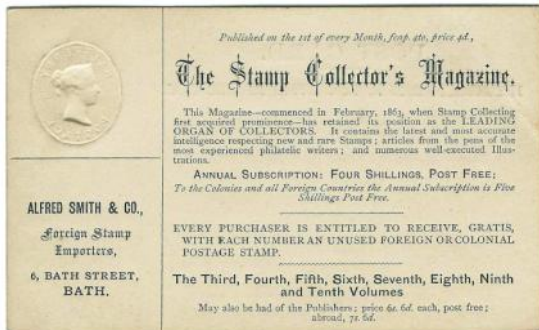 Published on the 1st of every Month, fcap. 4to, price 4d.,
The Stamp Collector's Magazine.
This Magazine—commenced in February, 1863, when Stamp Collecting
first acquired prominence—has retained its position as the LEADING
ORGAN OF COLLECTORS. It contains the latest and most accurate
intelligence respecting new and rare Stamps; articles from the pens of the
most experienced philatelic writers; and numerous well-executed Illus-
trations.
ANNUAL SUBSCRIPTION: FOUR SHILLINGS, POST FREE;
To the Colonies and all Foreign Countries the Annual Subscription is Five
Shillings Post Free.
EVERY PURCHASER IS ENTITLED TO RECEIVE, GRATIS,
WITH EACH NUMBER AN UNUSED FOREIGN OR COLONIAL
POSTAGE STAMP.
The Third, Fourth, Fifth, Sixth, Seventh, Eighth, Ninth
and Tenth Volumes
May also be had of the Publishers; price 6s. 6d. each, post free;
abroad, 7s. 6d.
ALFRED SMITH & CO.,
Foreign Stamp
Importers,
6, BATH STREET,
BATH.